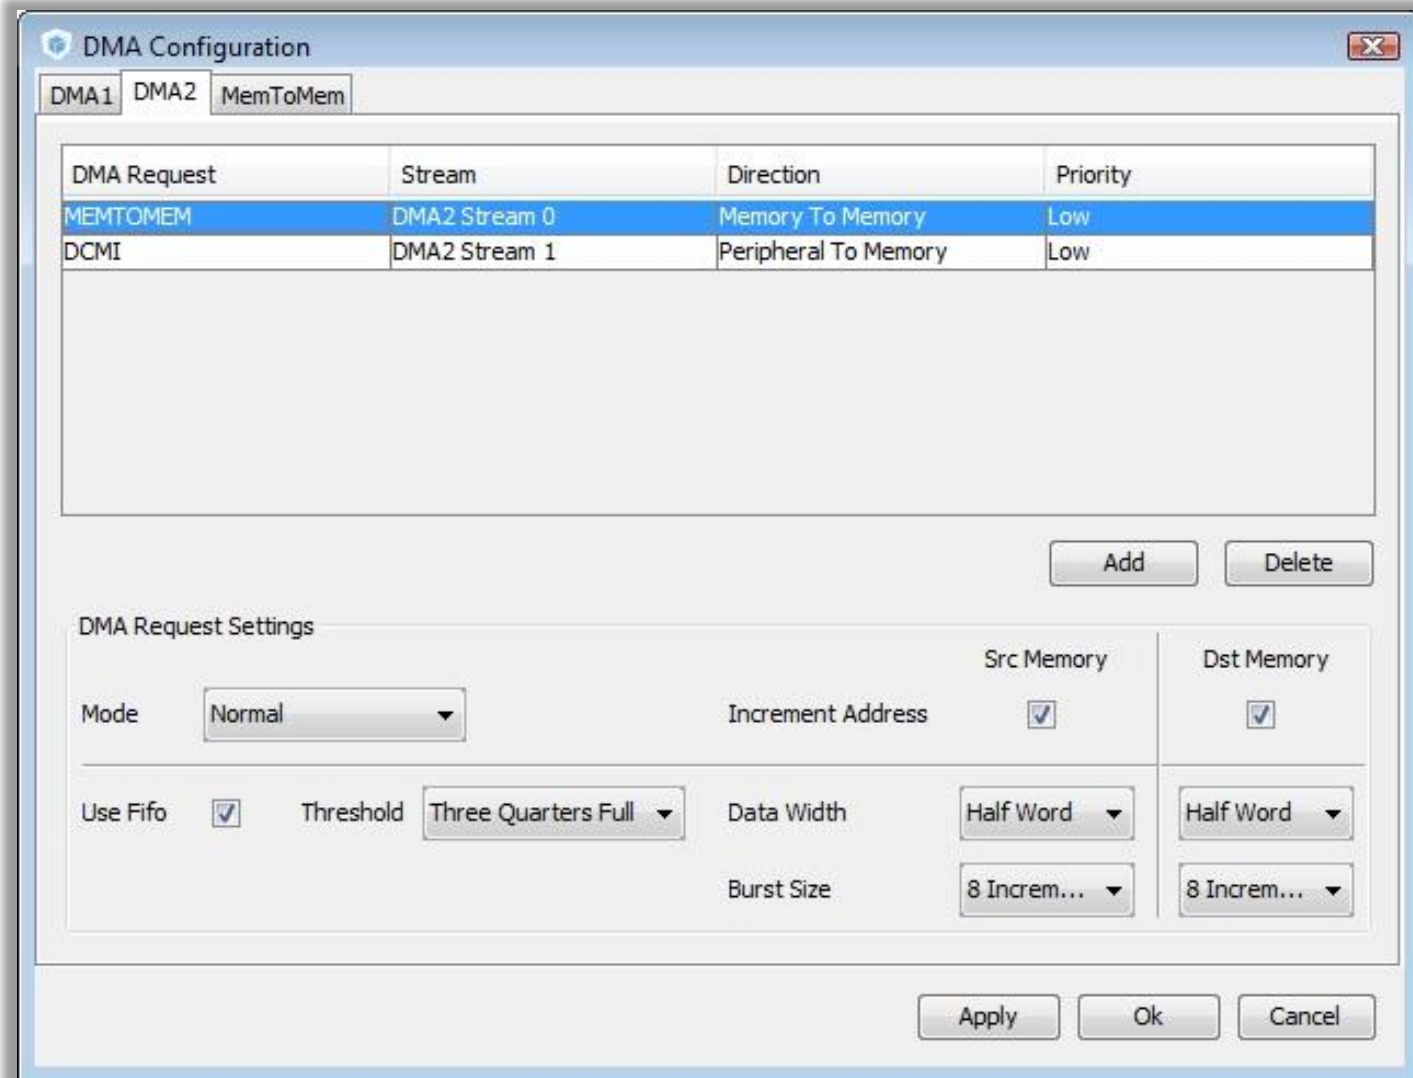 DMA Configuration
DMA1 DMA2 MemToMem
DMA Request Stream Direction Priority
MEMTOMEM DMA2 Stream 0 Memory To Memory Low
DCMI DMA2 Stream 1 Peripheral To Memory Low
Add Delete
DMA Request Settings
Src Memory Dst Memory
Mode Normal Increment Address
Use Fifo Threshold Three Quarters Full Data Width Half Word Half Word
Burst Size 8 Increm... 8 Increm...
Apply Ok Cancel